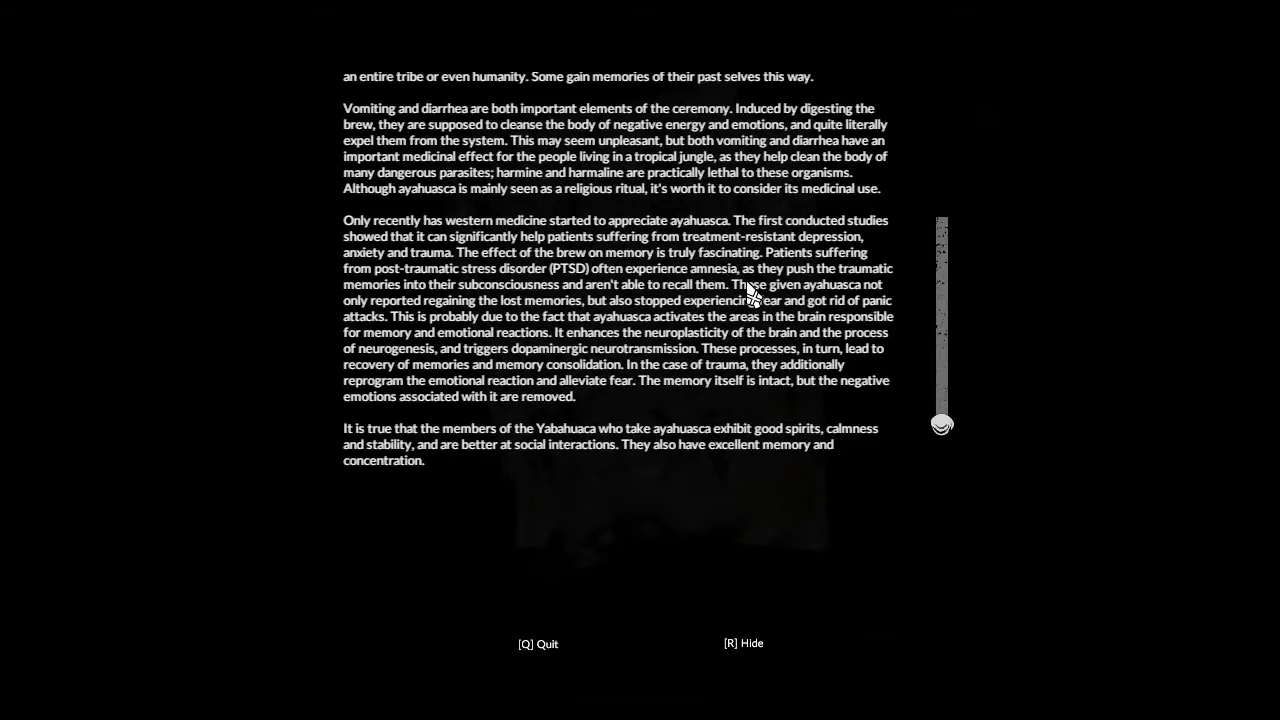 an entire tribe or even humanity. Some gain memories of their past selves this way.
Vomiting and diarrhea are both important elements of the ceremony. Induced by digesting the
brew, they are supposed to cleanse the body of negative energy and emotions, and quite literally
expel them from the system. This may seem unpleasant, but both vomiting and diarrhea have an
important medicinal effect for the people living in a tropical jungle, as they help clean the body of
many dangerous parasites; harmine and harmaline are practically lethal to these organisms.
Although ayahuasca is mainly seen as a religious ritual, it's worth it to consider its medicinal use.
Only recently has western medicine started to appreciate ayahuasca. The first conducted studies
showed that it can significantly help patients suffering from treatment-resistant depression,
anxiety and trauma. The effect of the brew on memory is truly fascinating. Patients suffering
from post-traumatic stress disorder (PTSD) often experience amnesia, as they push the traumatic
memories into their subconsciousness and aren't able to recall them. Those given ayahuasca not
only reported regaining the lost memories, but also stopped experiencing fear and got rid of panic
attacks. This is probably due to the fact that ayahuasca activates the areas in the brain responsible
for memory and emotional reactions. It enhances the neuroplasticity of the brain and the process
of neurogenesis, and triggers dopaminergic neurotransmission. These processes, in turn, lead to
recovery of memories and memory consolidation. In the case of trauma, they additionally
reprogram the emotional reaction and alleviate fear. The memory itself is intact, but the negative
emotions associated with it are removed.
It is true that the members of the Yabahuaca who take ayahuasca exhibit good spirits, calmness
and stability, and are better at social interactions. They also have excellent memory and
concentration.
[Q] Quit
[R] Hide